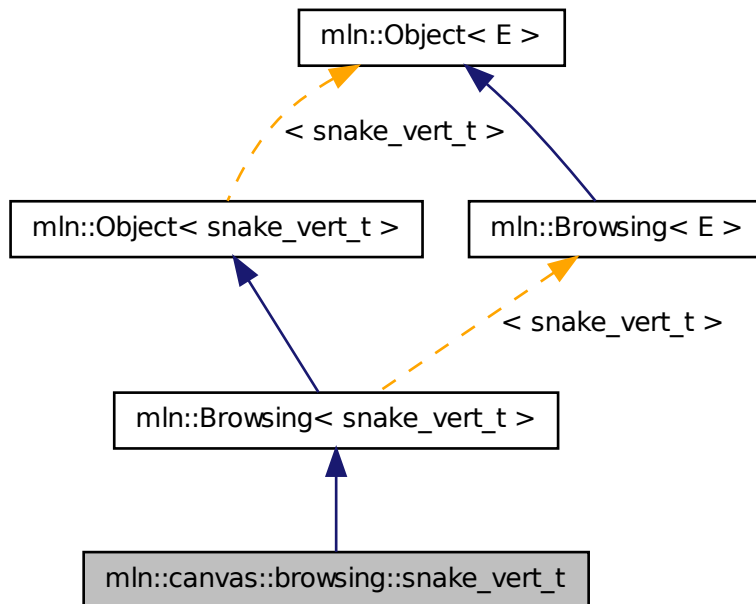 mln::Object< E >
< snake_vert_t >
mln::Object< snake_vert_t >
mln::Browsing< E >
< snake_vert_t >
mln::Browsing< snake_vert_t >
mln::canvas::browsing::snake_vert_t